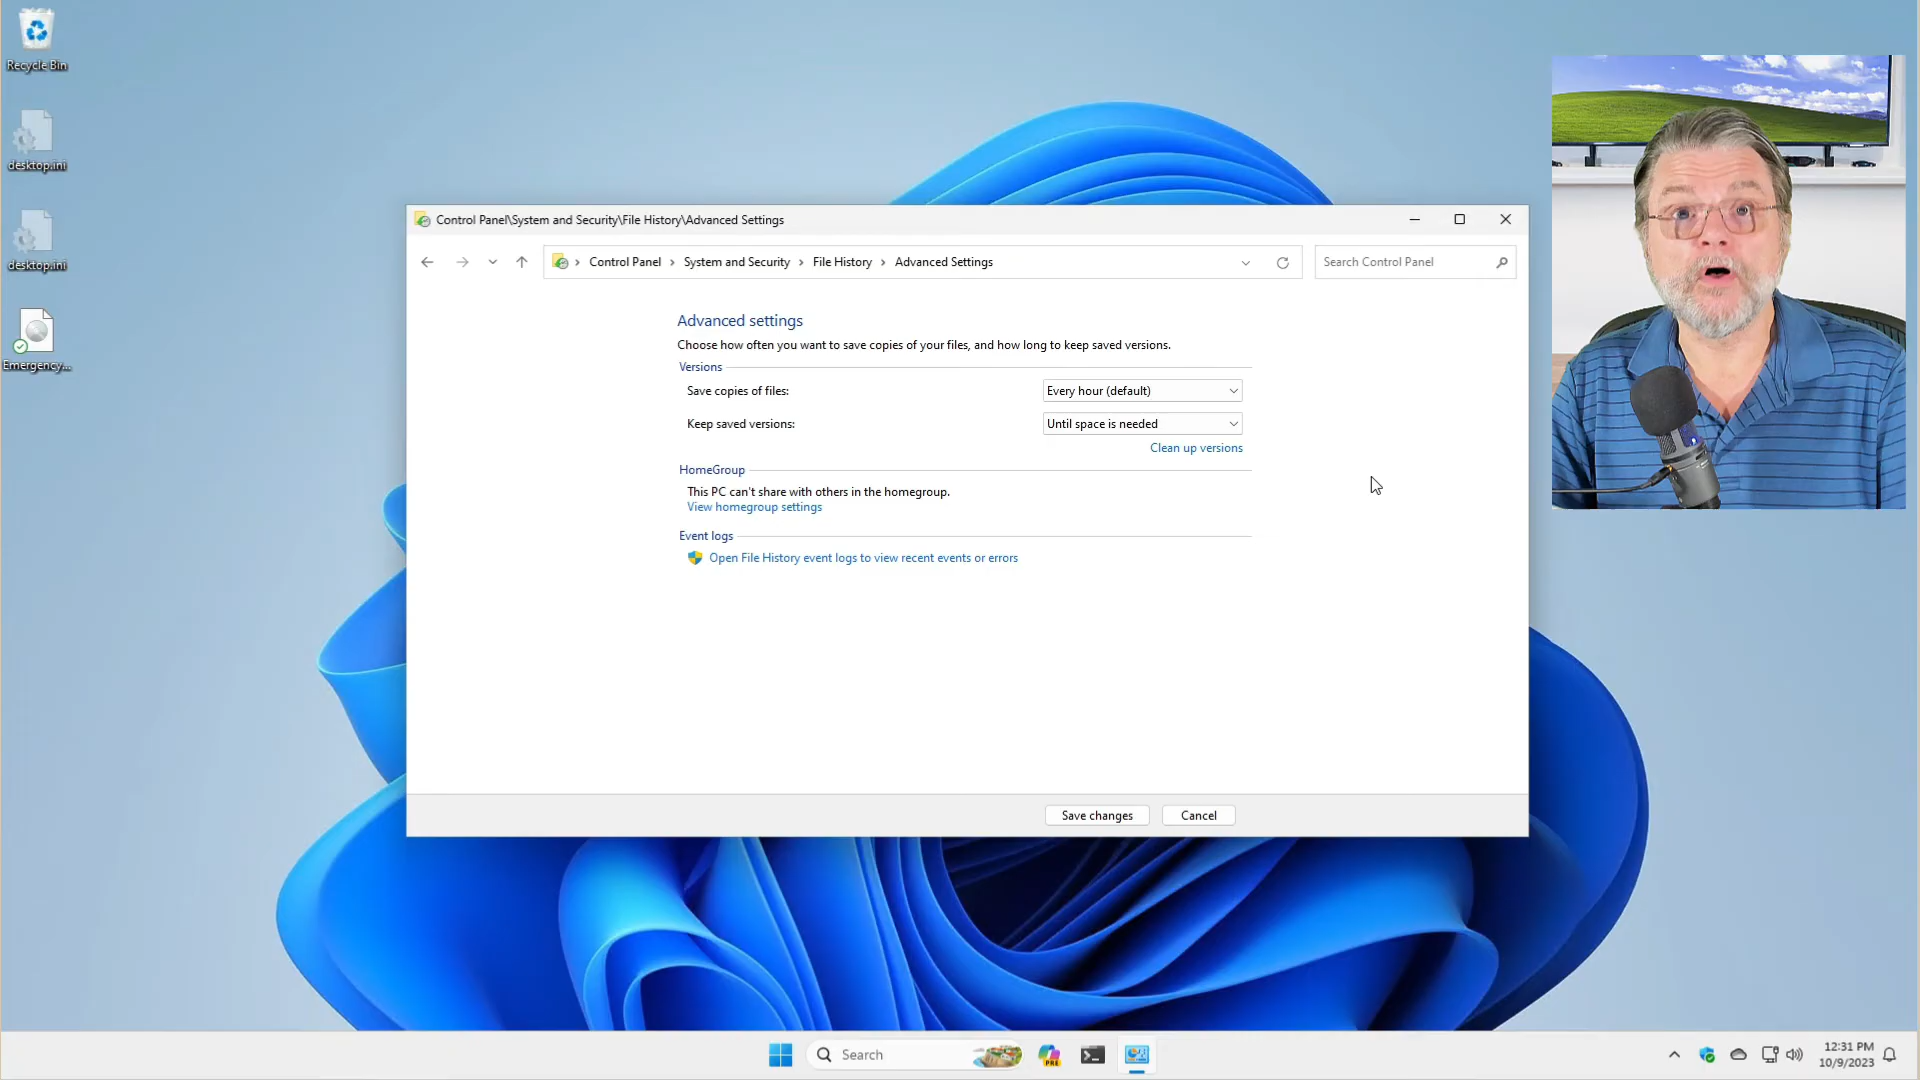 Recycle Bin
desktop.ini
desktop.ini
Emergency...
Control Panel\System and Security\File History\Advanced Settings
Control Panel > System and Security > File History > Advanced Settings
Search Control Panel
Advanced settings
Choose how often you want to save copies of your files, and how long to keep saved versions.
Versions
Save copies of files: Every hour (default)
Keep saved versions: Until space is needed
Clean up versions
HomeGroup
This PC can't share with others in the homegroup.
View homegroup settings
Event logs
Open File History event logs to view recent events or errors
Save changes Cancel
Search
PRE
12:31 PM
10/9/2023